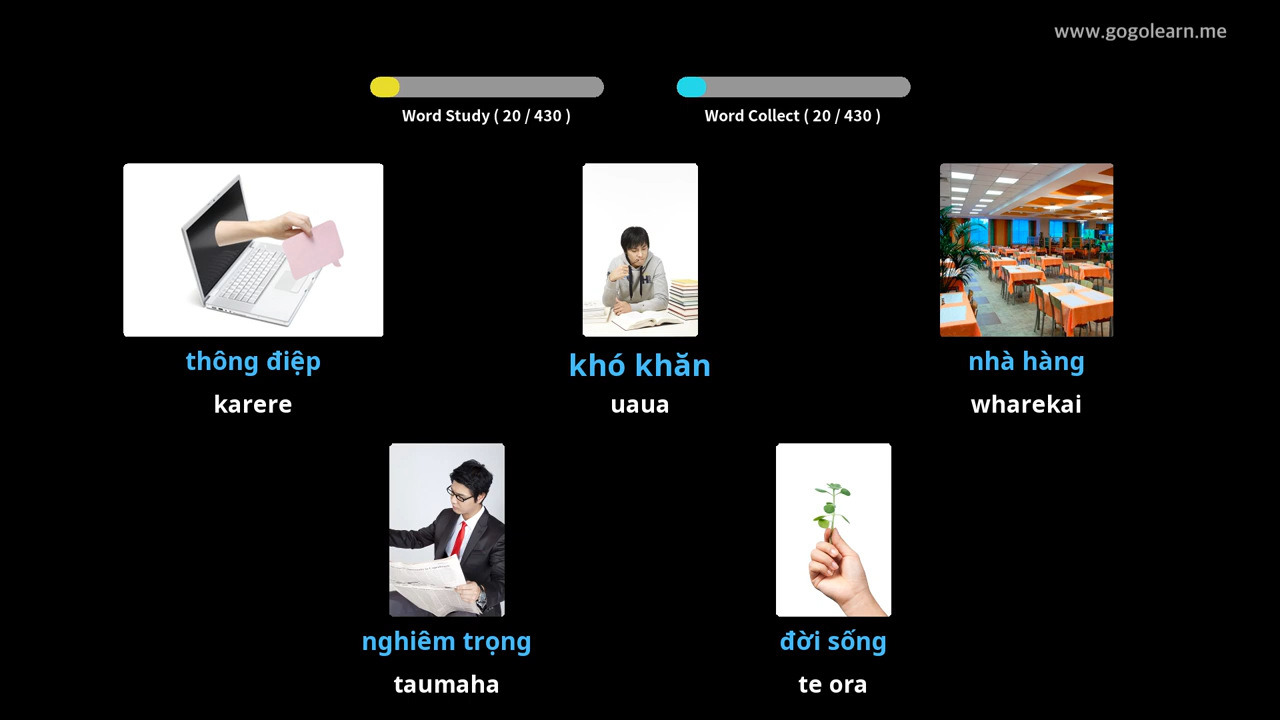 www.gogolearn.me
Word Study ( 20 / 430 )
Word Collect ( 20 / 430 )
thông điệp
karere
khó khăn
uaua
nhà hàng
wharekai
nghiêm trọng
taumaha
đời sống
te ora